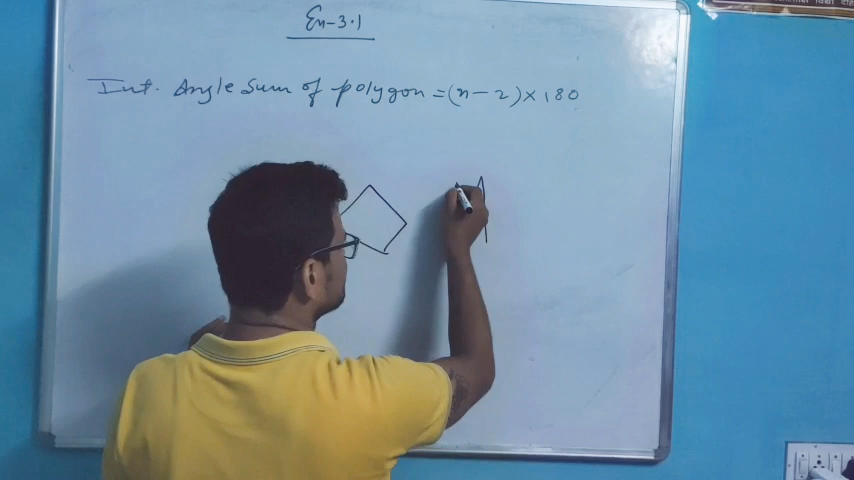 Ex-3.1
Int. Angle Sum of polygon = (n-2) × 180